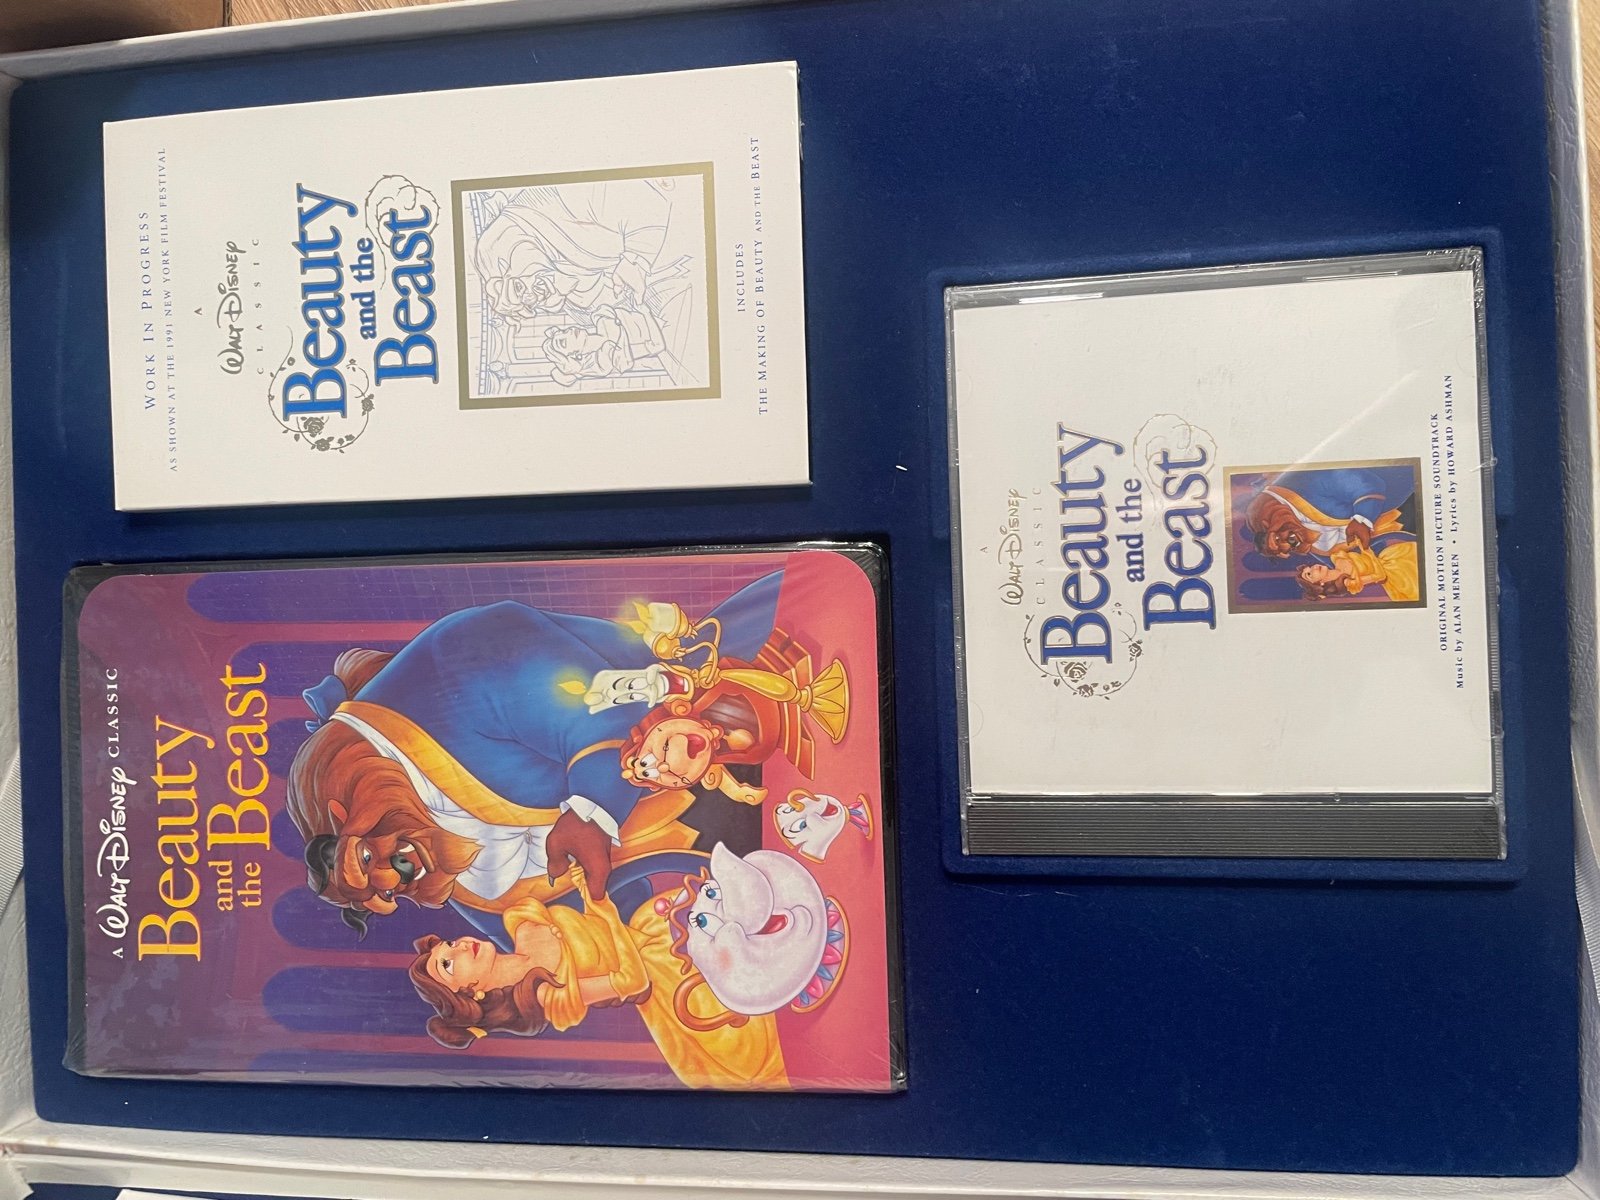 WORK IN PROGRESS
AS SHOWN AT THE 1991 NEW YORK FILM FESTIVAL
A
WALT DISNEY
CLASSIC
Beauty
and the
Beast
INCLUDES
THE MAKING OF BEAUTY AND THE BEAST
A WALT DISNEY CLASSIC
Beauty
and
the
Beast
A
WALT DISNEY
CLASSIC
Beauty
and the
Beast
ORIGINAL MOTION PICTURE SOUNDTRACK
Music by ALAN MENKEN • Lyrics by HOWARD ASHMAN